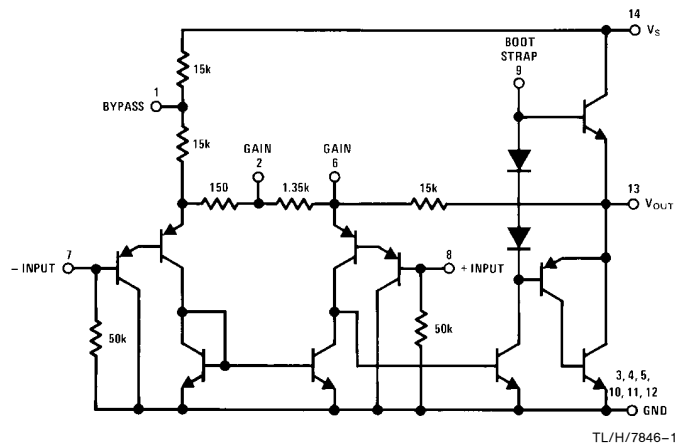 14
VS
BOOT
STRAP
9
15k
1
BYPASS
15k
GAIN
2
GAIN
6
150
1.35k
15k
13
VOUT
7
– INPUT
8
+ INPUT
50k
50k
3, 4, 5,
10, 11, 12
GND
TL/H/7846–1